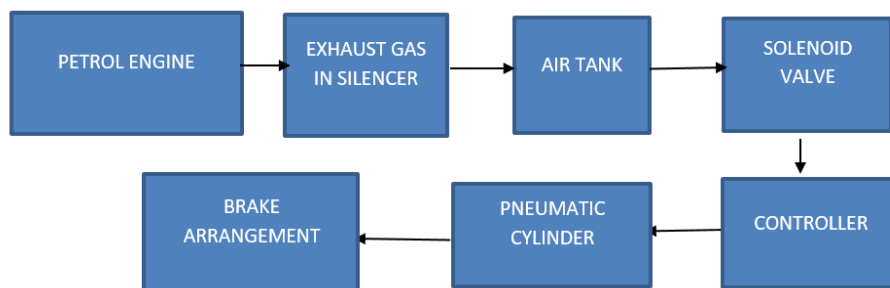 PETROL ENGINE
EXHAUST GAS
IN SILENCER
AIR TANK
SOLENOID
VALVE
BRAKE
ARRANGEMENT
PNEUMATIC
CYLINDER
CONTROLLER